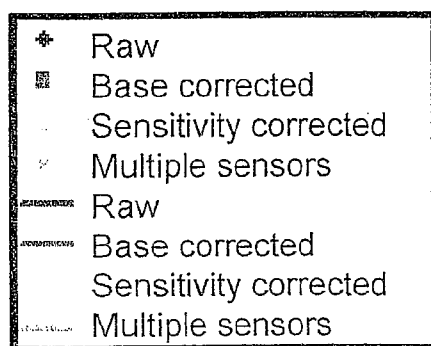 Raw
Base corrected
Sensitivity corrected
Multiple sensors
Raw
Base corrected
Sensitivity corrected
Multiple sensors